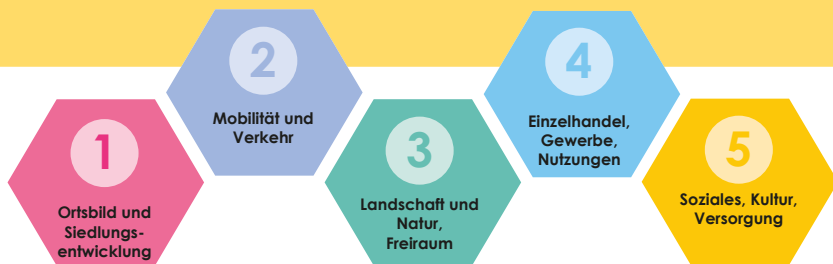 1
Ortsbild und
Siedlungs-
entwicklung
2
Mobilität und
Verkehr
3
Landschaft und
Natur,
Freiraum
4
Einzelhandel,
Gewerbe,
Nutzungen
5
Soziales, Kultur,
Versorgung